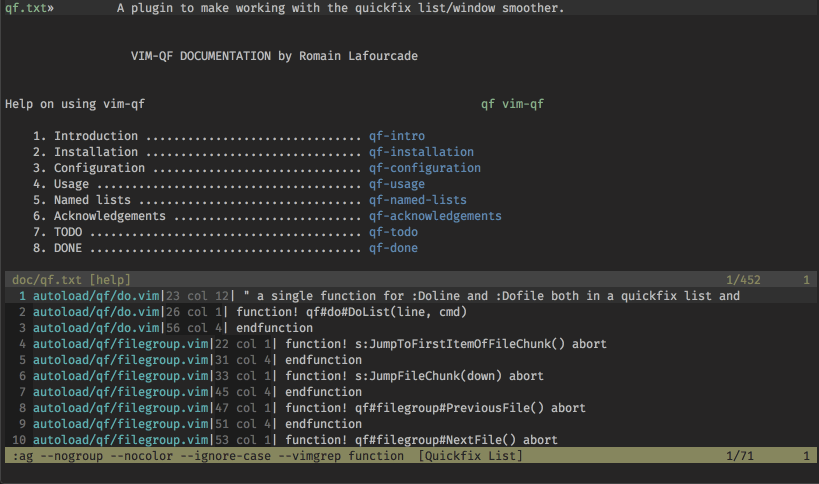 qf.txt»         A plugin to make working with the quickfix list/window smoother.
VIM-QF DOCUMENTATION by Romain Lafourcade
Help on using vim-qf                                                qf vim-qf
1. Introduction ............................... qf-intro
2. Installation ............................... qf-installation
3. Configuration .............................. qf-configuration
4. Usage ...................................... qf-usage
5. Named lists ................................ qf-named-lists
6. Acknowledgements ........................... qf-acknowledgements
7. TODO ....................................... qf-todo
8. DONE ....................................... qf-done
doc/qf.txt [help]                                                1/452      1
1 autoload/qf/do.vim|23 col 12| " a single function for :Doline and :Dofile both in a quickfix list and
2 autoload/qf/do.vim|26 col 1| function! qf#do#DoList(line, cmd)
3 autoload/qf/do.vim|56 col 4| endfunction
4 autoload/qf/filegroup.vim|22 col 1| function! s:JumpToFirstItemOfFileChunk() abort
5 autoload/qf/filegroup.vim|31 col 4| endfunction
6 autoload/qf/filegroup.vim|33 col 1| function! s:JumpFileChunk(down) abort
7 autoload/qf/filegroup.vim|45 col 4| endfunction
8 autoload/qf/filegroup.vim|47 col 1| function! qf#filegroup#PreviousFile() abort
9 autoload/qf/filegroup.vim|51 col 4| endfunction
10 autoload/qf/filegroup.vim|53 col 1| function! qf#filegroup#NextFile() abort
:ag --nogroup --nocolor --ignore-case --vimgrep function  [Quickfix List]                             1/71       1